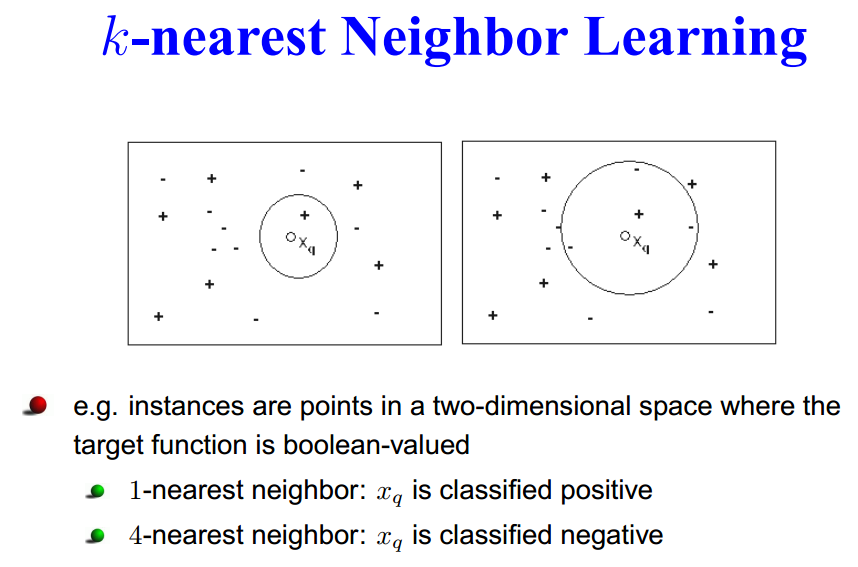 k-nearest Neighbor Learning
- + - +
+ - + -
- - -
+ +
+ - -
x_q
- + - +
+ - + -
- - -
+ +
+ - -
x_q
e.g. instances are points in a two-dimensional space where the
target function is boolean-valued
1-nearest neighbor: x_q is classified positive
4-nearest neighbor: x_q is classified negative